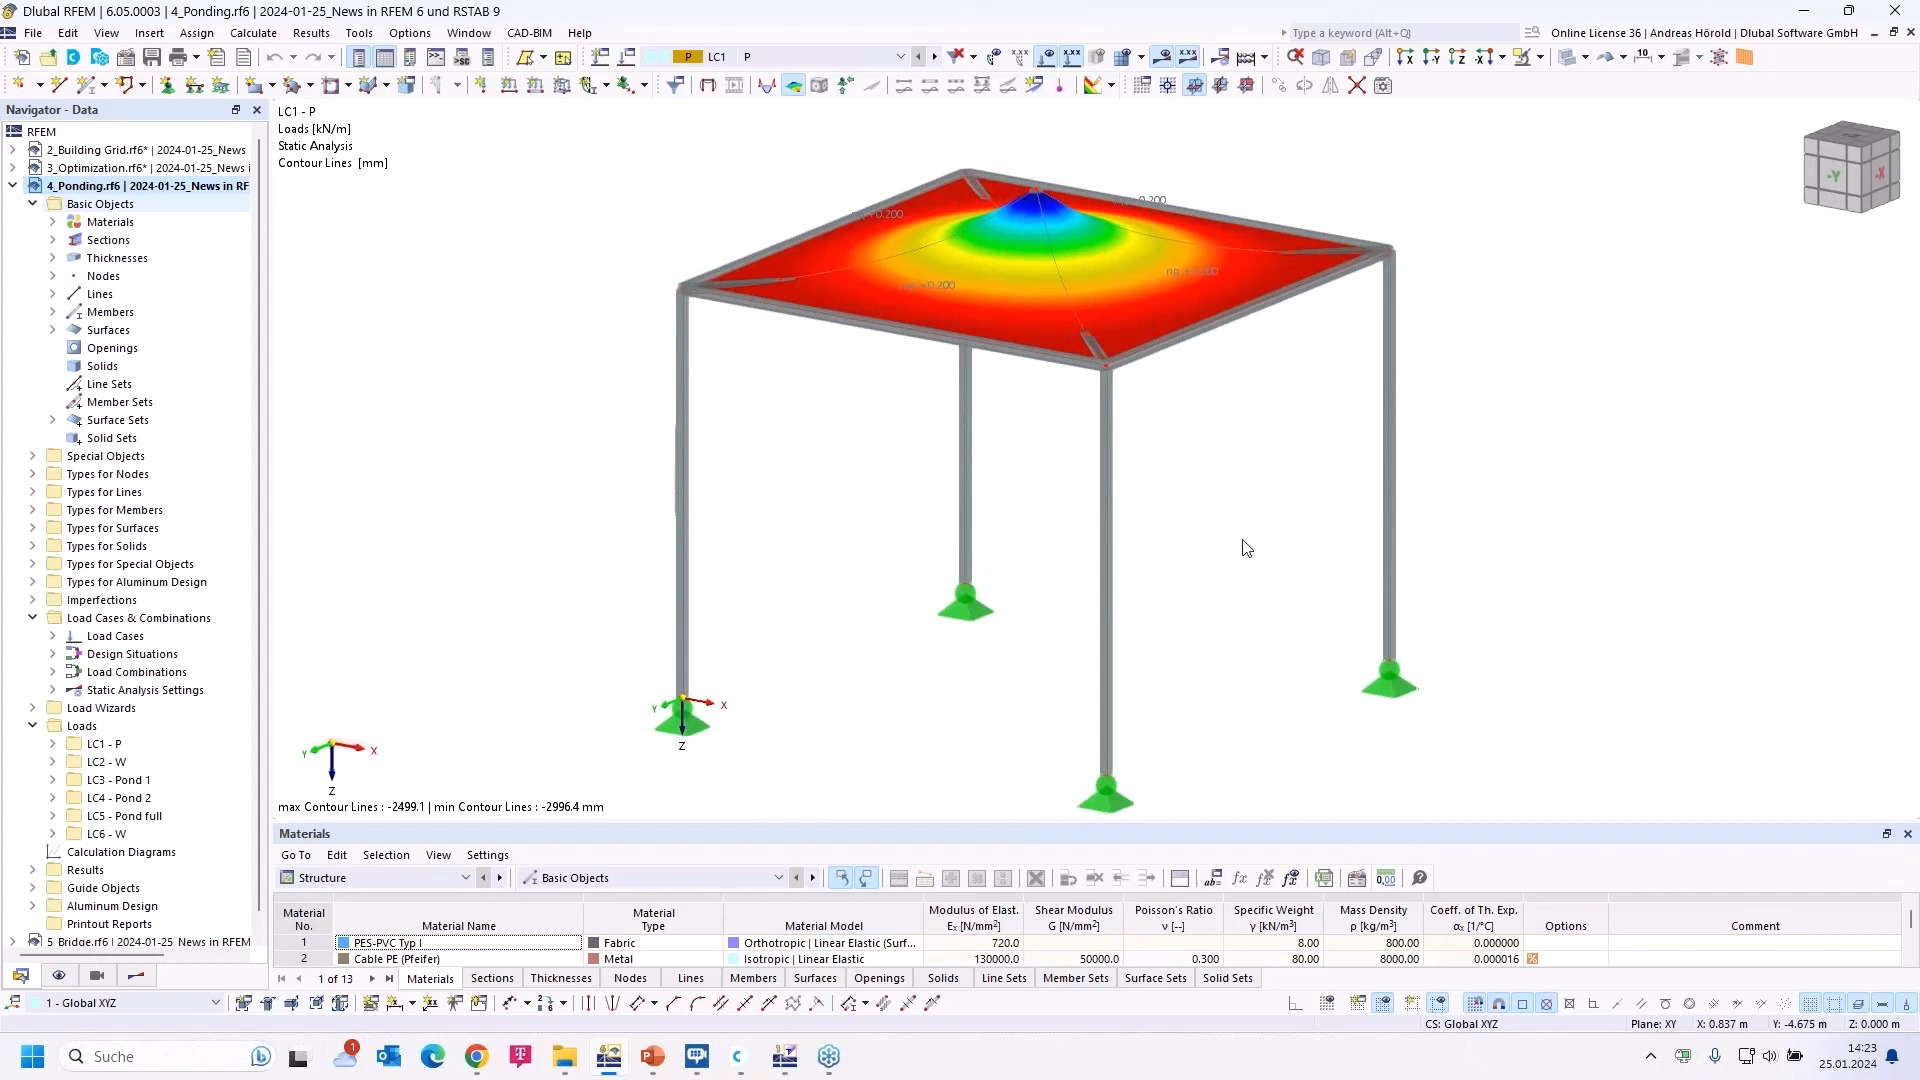 Dlubal RFEM | 6.05.0003 | 4_Ponding.rf6 | 2024-01-25_News in RFEM 6 und RSTAB 9
File Edit View Insert Assign Calculate Results Tools Options Window CAD-BIM Help
Type a keyword (Alt+Q)
Online License 36 | Andreas Hörold | Dlubal Software GmbH
P LC1 P
Navigator - Data
RFEM
2_Building Grid.rf6* | 2024-01-25_News
3_Optimization.rf6* | 2024-01-25_News i
4_Ponding.rf6 | 2024-01-25_News in RF
Basic Objects
Materials
Sections
Thicknesses
Nodes
Lines
Members
Surfaces
Openings
Solids
Line Sets
Member Sets
Surface Sets
Solid Sets
Special Objects
Types for Nodes
Types for Lines
Types for Members
Types for Surfaces
Types for Solids
Types for Special Objects
Types for Aluminum Design
Imperfections
Load Cases & Combinations
Load Cases
Design Situations
Load Combinations
Static Analysis Settings
Load Wizards
Loads
LC1 - P
LC2 - W
LC3 - Pond 1
LC4 - Pond 2
LC5 - Pond full
LC6 - W
Calculation Diagrams
Results
Guide Objects
Aluminum Design
Printout Reports
5_Bridge.rf6 | 2024-01-25_News in RFEM
1 - Global XYZ
LC1 - P
Loads [kN/m]
Static Analysis
Contour Lines [mm]
-Y
-X
Y X Z
Y X Z
max Contour Lines : -2499.1 | min Contour Lines : -2996.4 mm
Materials
Go To Edit Selection View Settings
Structure
Basic Objects
Material No. Material Name Material Type Material Model Modulus of Elast. Eₓ [N/mm²] Shear Modulus G [N/mm²] Poisson's Ratio ν [--] Specific Weight γ [kN/m³] Mass Density ρ [kg/m³] Coeff. of Th. Exp. αₓ [1/°C] Options Comment
1 PES-PVC Typ I Fabric Orthotropic | Linear Elastic (Surf... 720.0 8.00 800.00 0.000000
2 Cable PE (Pfeifer) Metal Isotropic | Linear Elastic 130000.0 50000.0 0.300 80.00 8000.00 0.000016
1 of 13 Materials Sections Thicknesses Nodes Lines Members Surfaces Openings Solids Line Sets Member Sets Surface Sets Solid Sets
CS: Global XYZ Plane: XY X: 0.837 m Y: -4.675 m Z: 0.000 m
Suche
1
14:23
25.01.2024